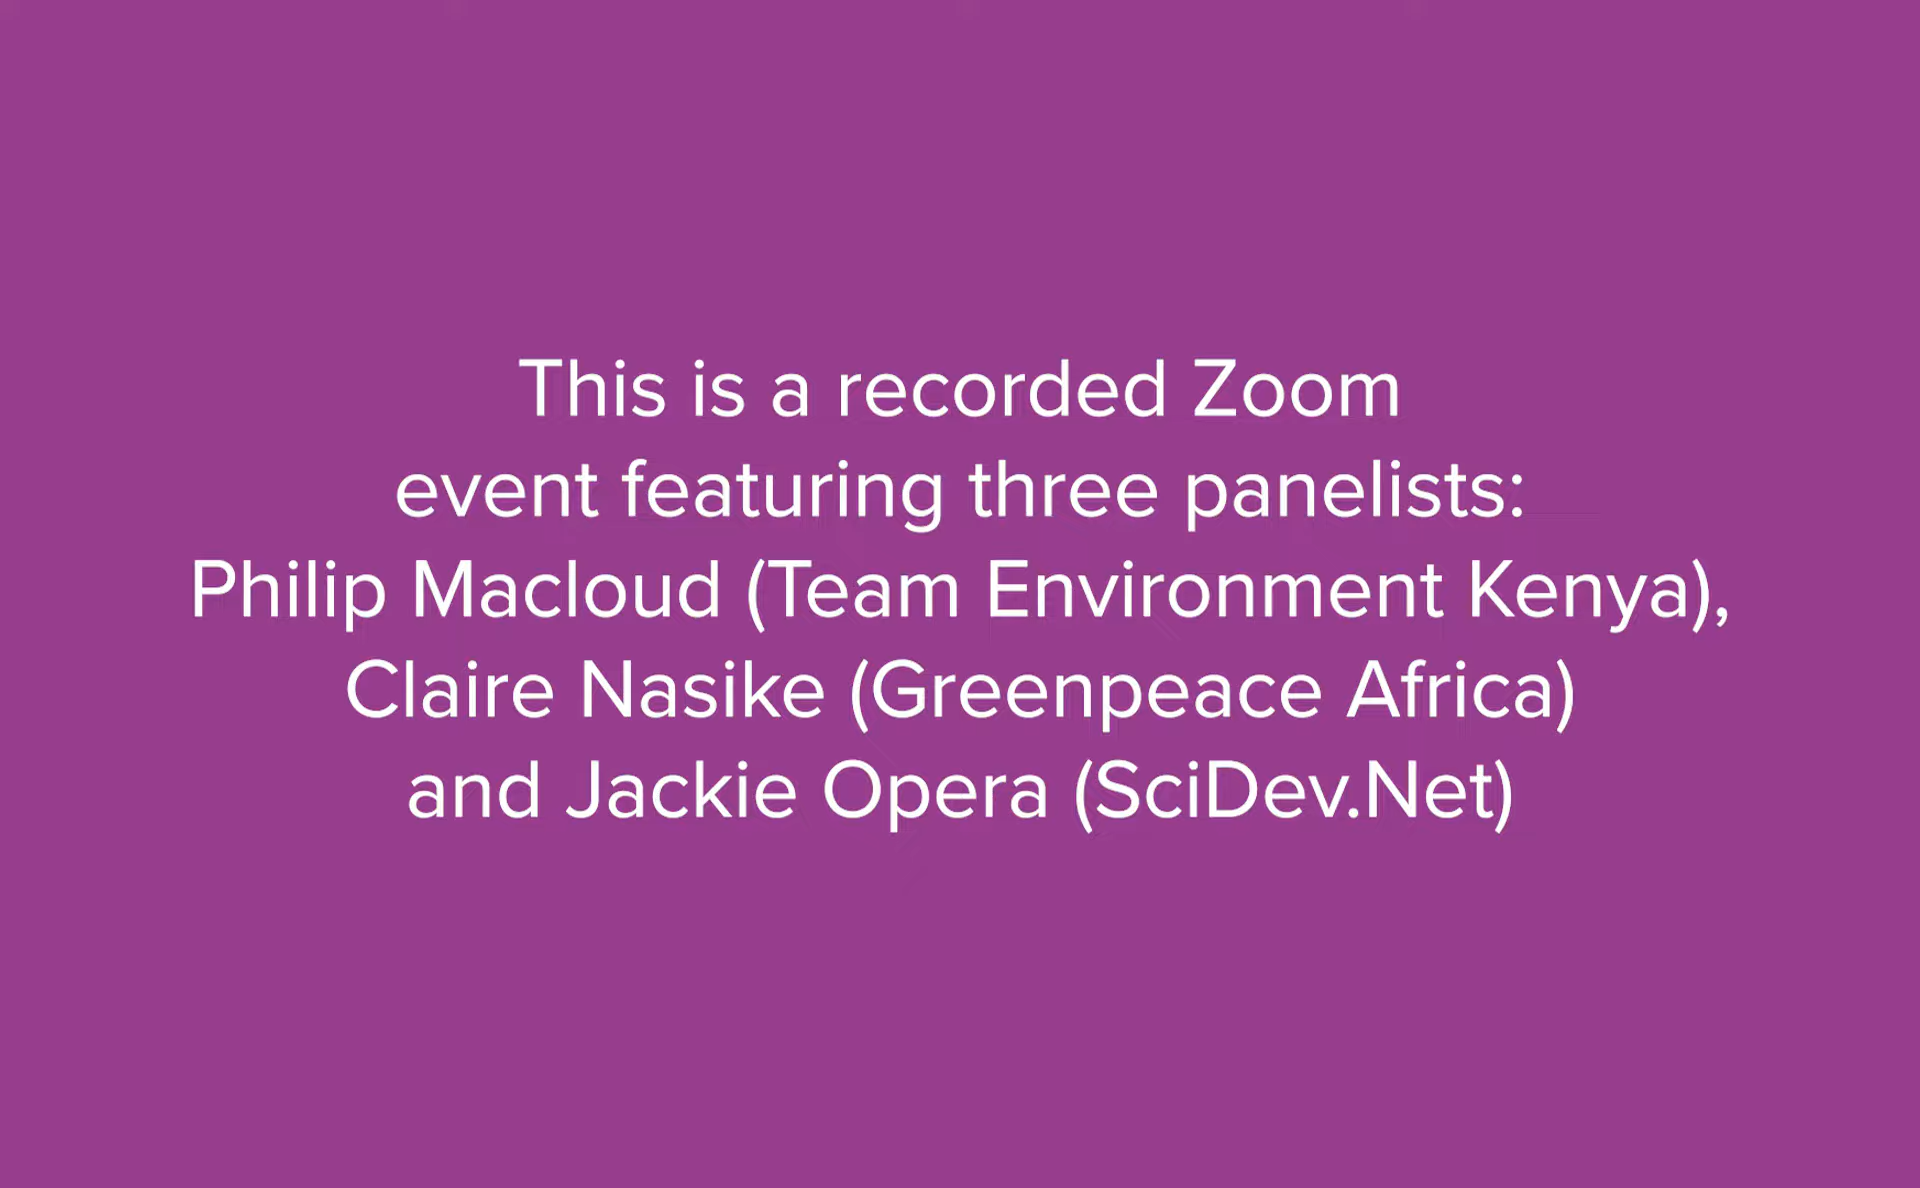 This is a recorded Zoom
event featuring three panelists:
Philip Macloud (Team Environment Kenya),
Claire Nasike (Greenpeace Africa)
and Jackie Opera (SciDev.Net)